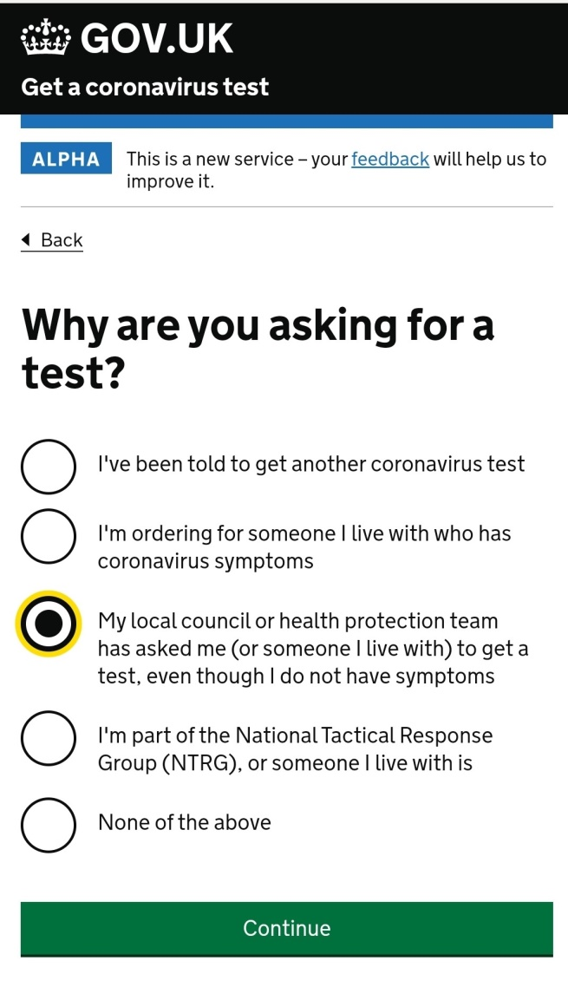 GOV.UK
Get a coronavirus test
ALPHA
This is a new service – your feedback will help us to
improve it.
Back
Why are you asking for a
test?
I've been told to get another coronavirus test
I'm ordering for someone I live with who has
coronavirus symptoms
My local council or health protection team
has asked me (or someone I live with) to get a
test, even though I do not have symptoms
I'm part of the National Tactical Response
Group (NTRG), or someone I live with is
None of the above
Continue